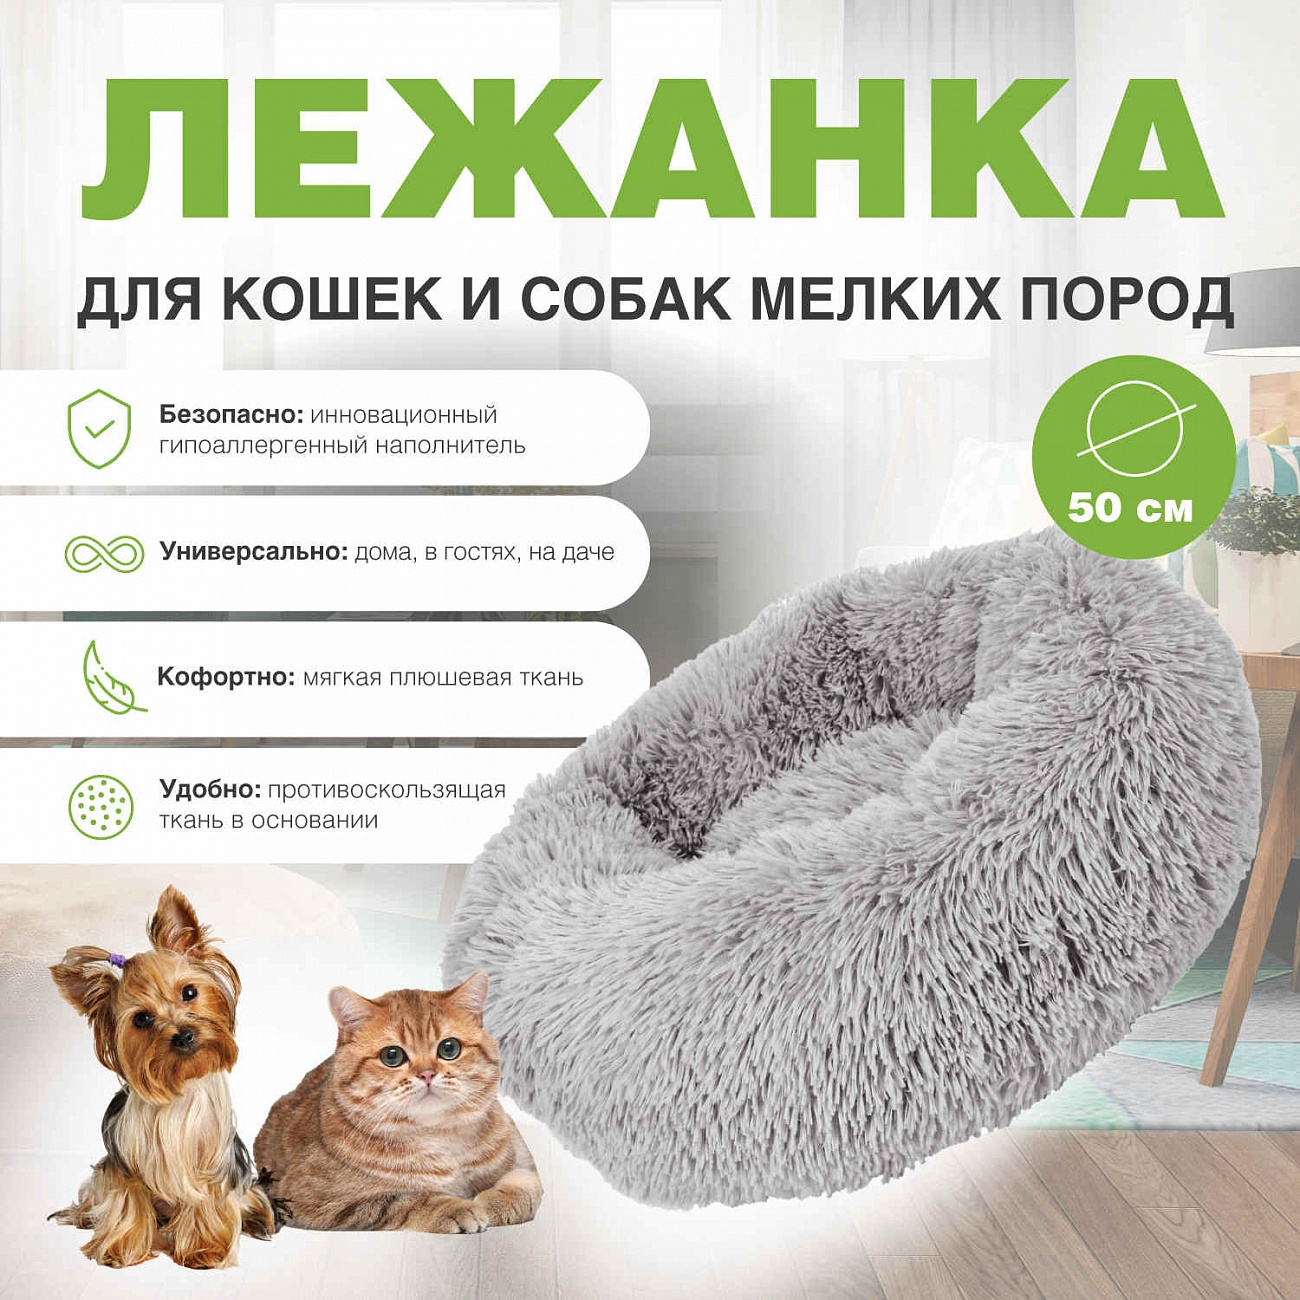 ЛЕЖАНКА
ДЛЯ КОШЕК И СОБАК МЕЛКИХ ПОРОД
Безопасно: инновационный
гипоаллергенный наполнитель
Универсально: дома, в гостях, на даче
Кофортно: мягкая плюшевая ткань
Удобно: противоскользящая
ткань в основании
50 см